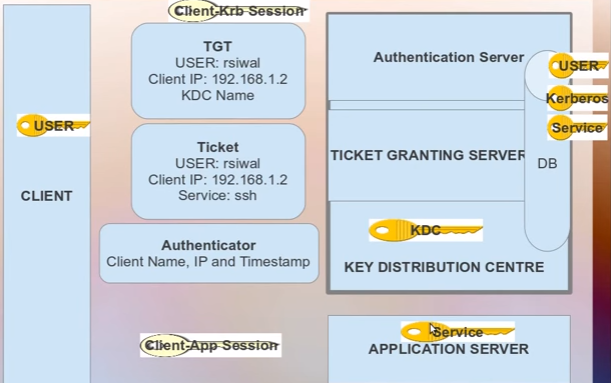 Client-Krb Session
TGT
USER: rsiwal
Client IP: 192.168.1.2
KDC Name
Authentication Server
USER
Kerberos
Service
USER
Ticket
USER: rsiwal
Client IP: 192.168.1.2
Service: ssh
TICKET GRANTING SERVER
DB
CLIENT
KDC
Authenticator
Client Name, IP and Timestamp
KEY DISTRIBUTION CENTRE
Service
Client-App Session
APPLICATION SERVER